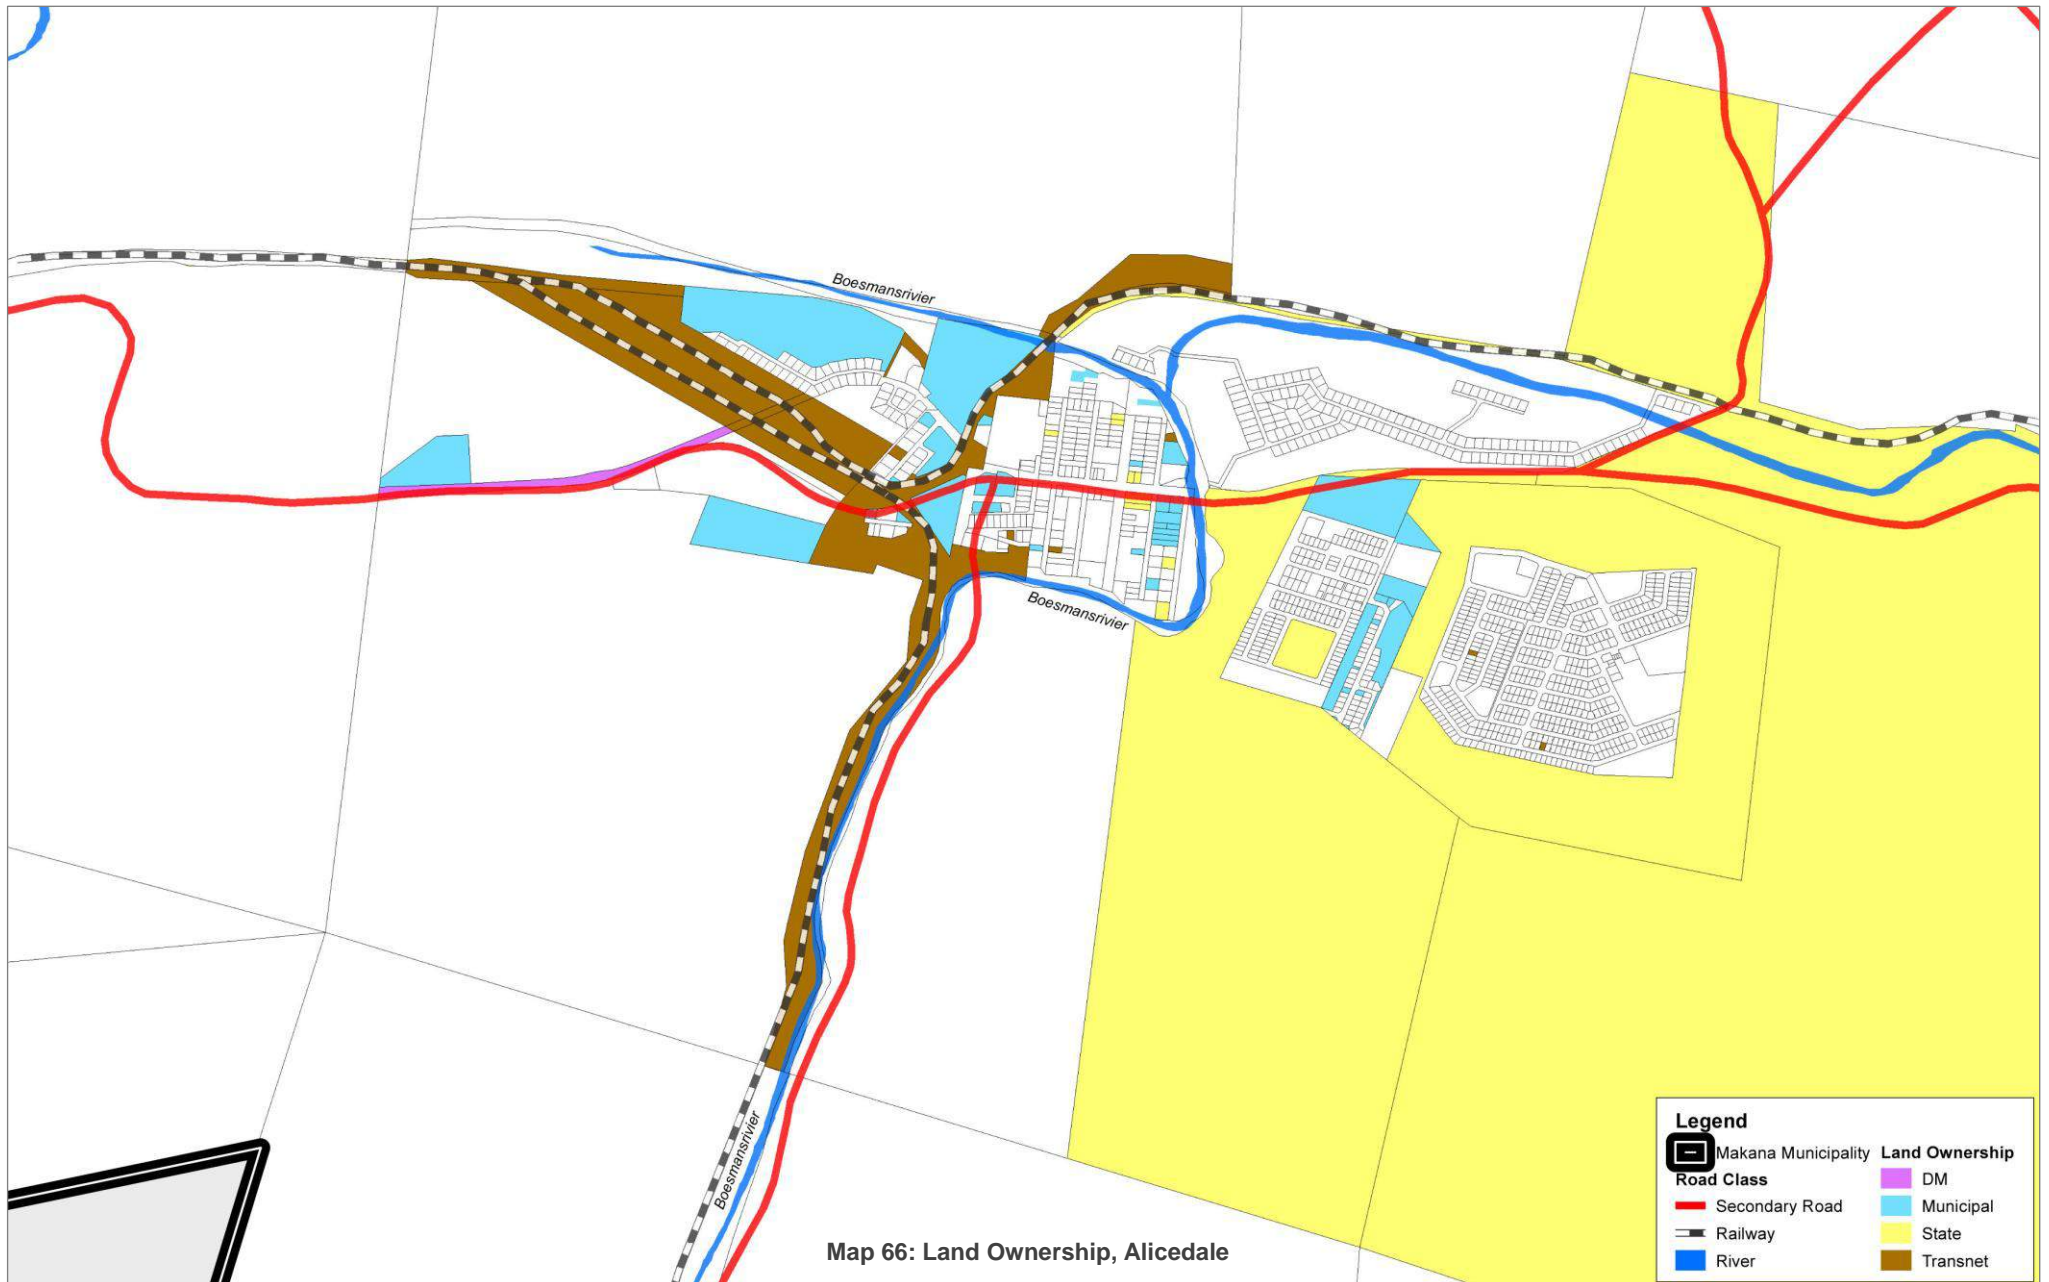 Boesmansrivier
Boesmansrivier
Boesmansrivier
Legend
Makana Municipality
Road Class
Secondary Road
Railway
River
Land Ownership
DM
Municipal
State
Transnet
Map 66: Land Ownership, Alicedale